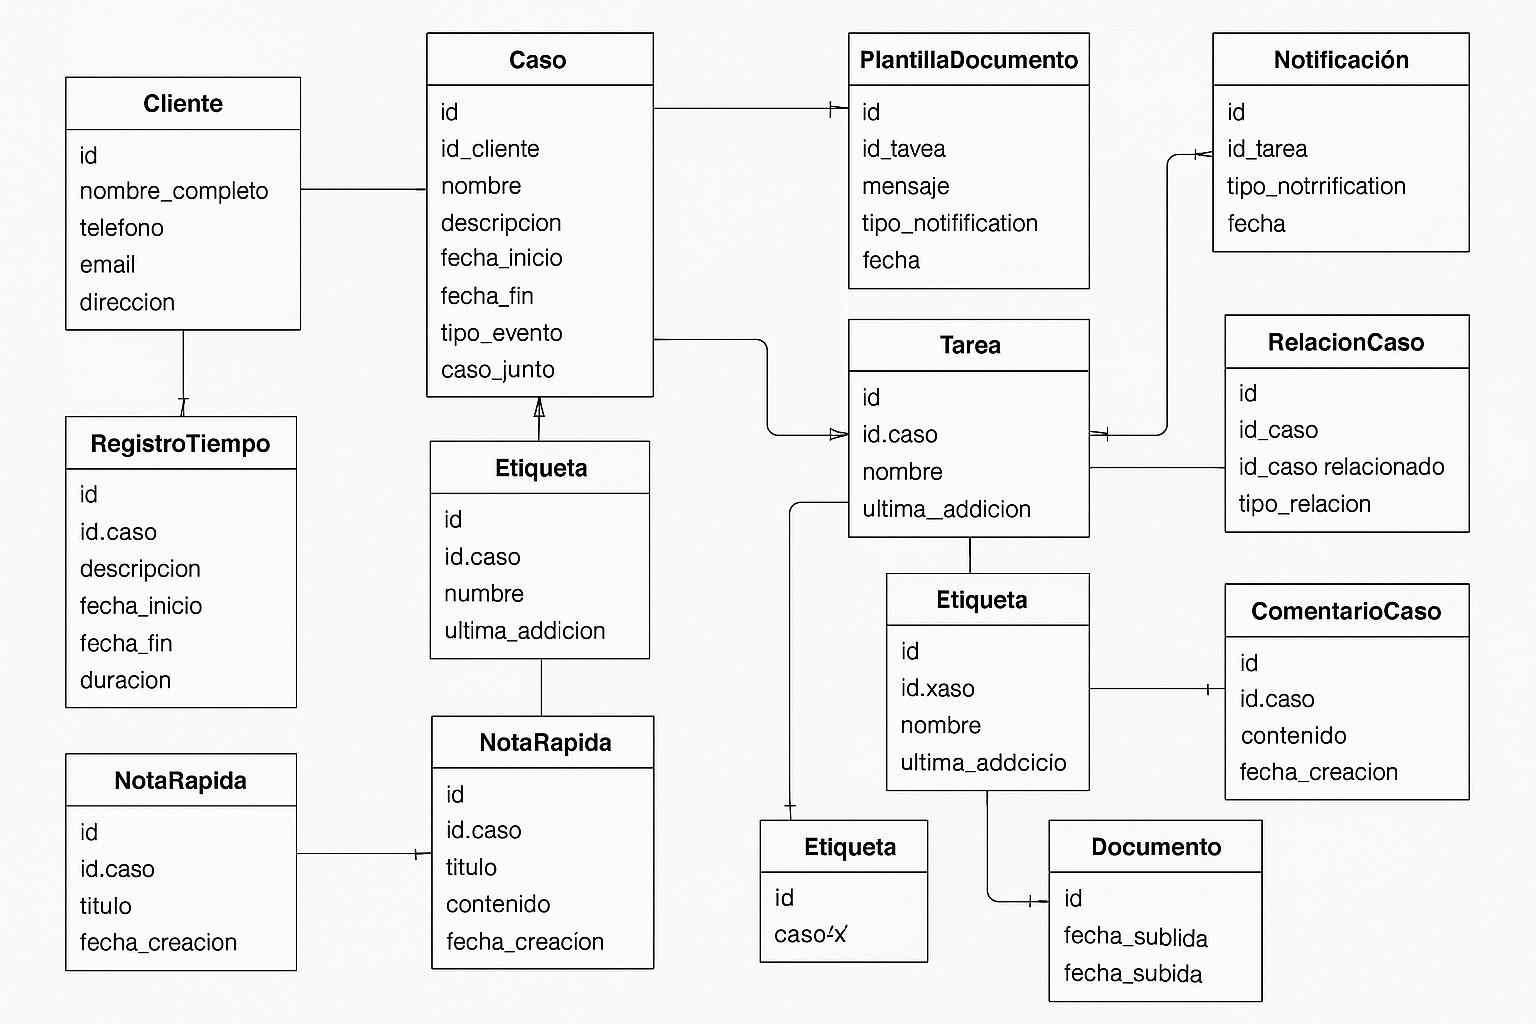 Cliente
id
nombre_completo
telefono
email
direccion
Caso
id
id_cliente
nombre
descripcion
fecha_inicio
fecha_fin
tipo_evento
caso_junto
PlantillaDocumento
id
id_tavea
mensaje
tipo_notifification
fecha
Notificación
id
id_tarea
tipo_notrrification
fecha
RegistroTiempo
id
id.caso
descripcion
fecha_inicio
fecha_fin
duracion
Etiqueta
id
id.caso
numbre
ultima_addicion
Tarea
id
id.caso
nombre
ultima_addicion
RelacionCaso
id
id_caso
id_caso relacionado
tipo_relacion
Etiqueta
id
id.xaso
nombre
ultima_addcicio
ComentarioCaso
id
id.caso
contenido
fecha_creacion
NotaRapida
id
id.caso
titulo
fecha_creacion
NotaRapida
id
id.caso
titulo
contenido
fecha_creacíon
Etiqueta
id
Documento
id
fecha_sublida
fecha_subida